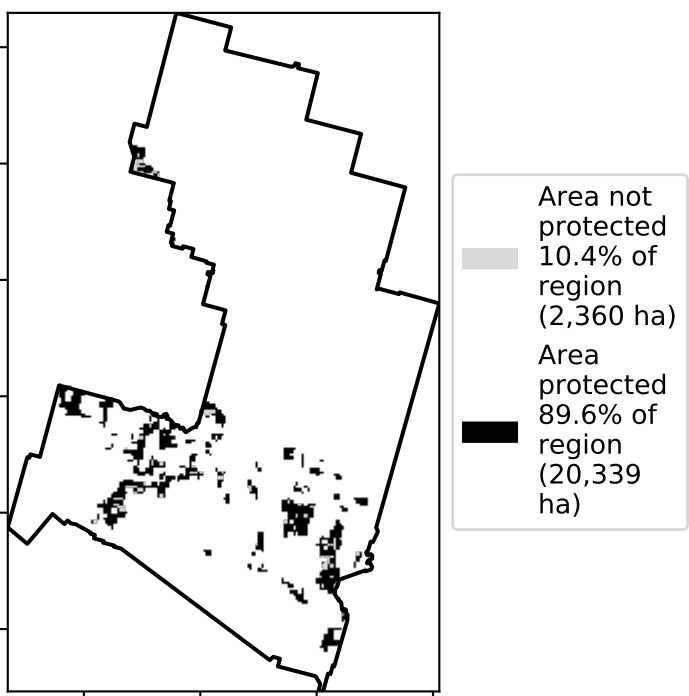 Area not
protected
10.4% of
region
(2,360 ha)
Area
protected
89.6% of
region
(20,339
ha)